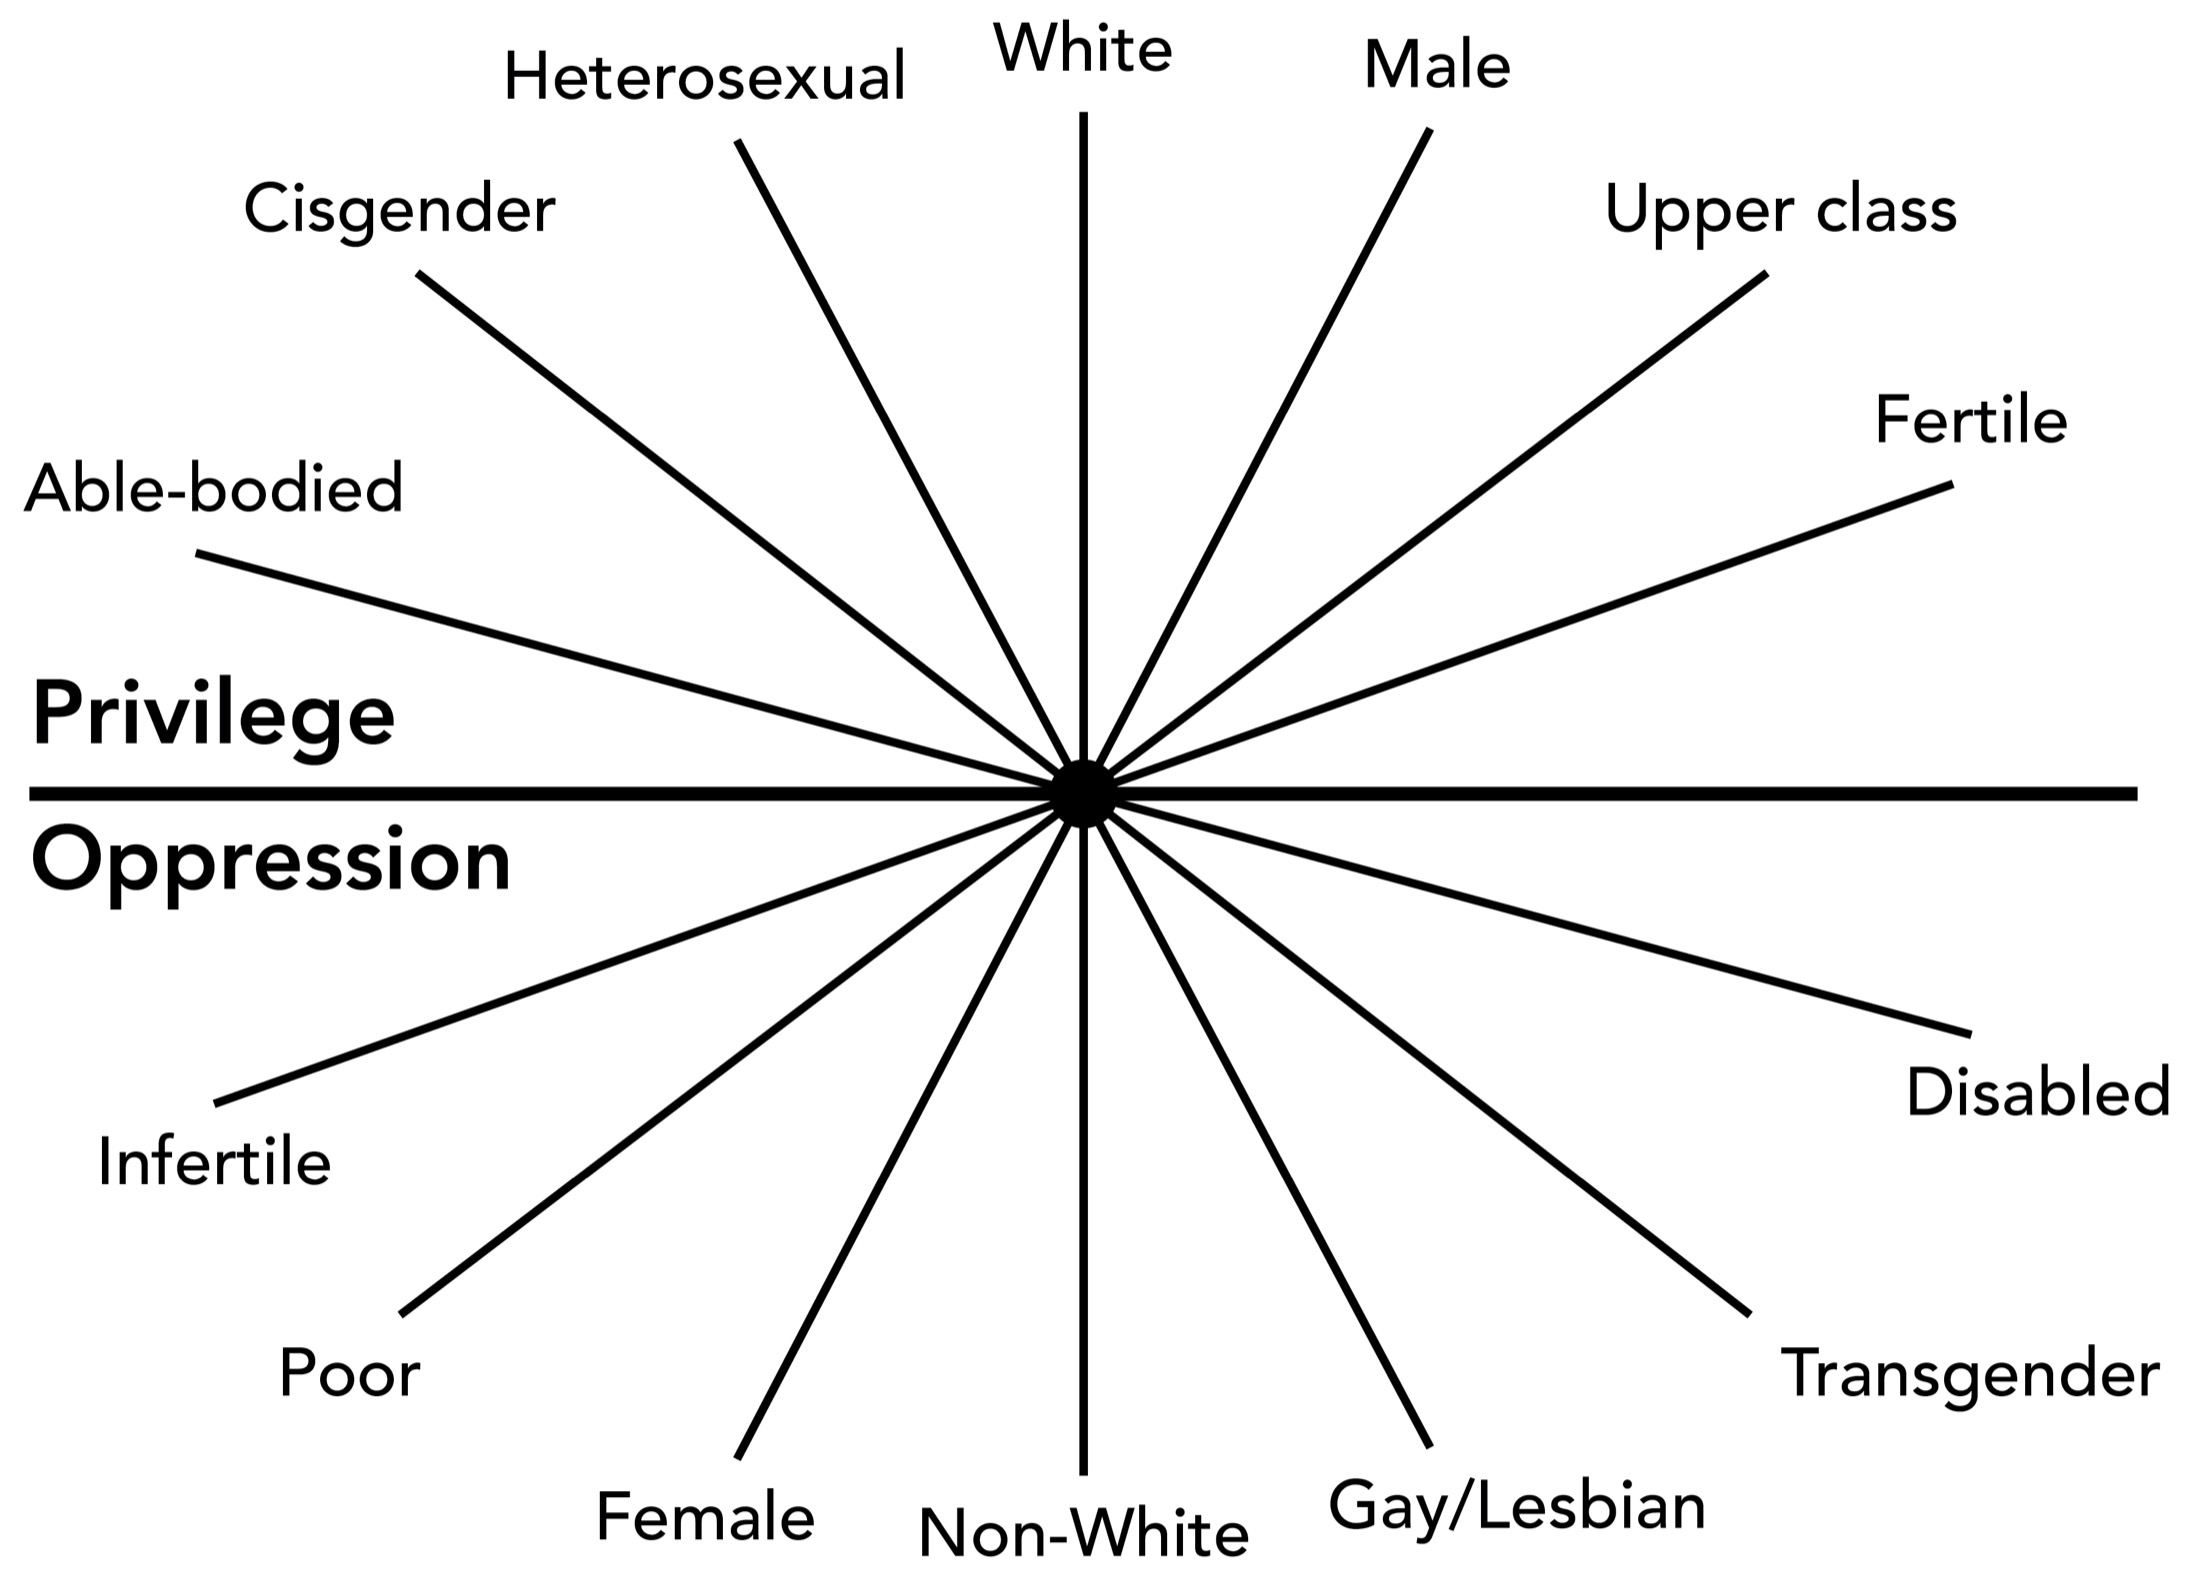 White
Male
Heterosexual
Cisgender
Upper class
Fertile
Able-bodied
Privilege
Oppression
Disabled
Infertile
Poor
Transgender
Female
Non-White
Gay/Lesbian